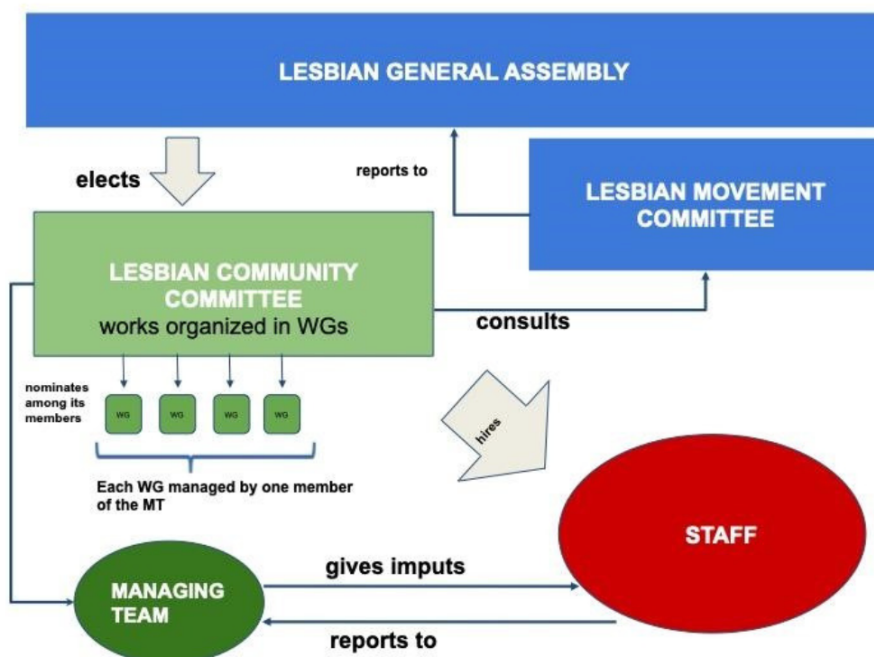 LESBIAN GENERAL ASSEMBLY
elects
reports to
LESBIAN MOVEMENT
COMMITTEE
LESBIAN COMMUNITY
COMMITTEE
works organized in WGs
consults
nominates
among its
members
WG
WG
WG
WG
hires
Each WG managed by one member
of the MT
STAFF
MANAGING
TEAM
gives imputs
reports to